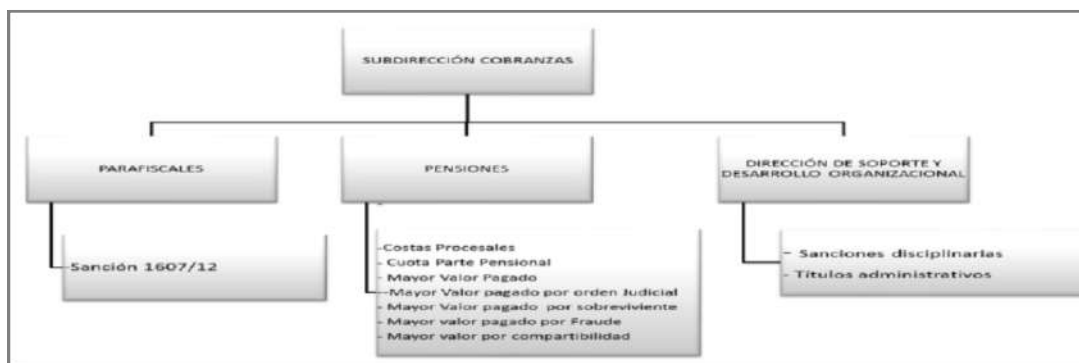 SUBDIRECCIÓN COBRANZAS
PARAFISCALES
PENSIONES
DIRECCIÓN DE SOPORTE Y
DESARROLLO ORGANIZACIONAL
-Sanción 1607/12
-Costas Procesales
-Cuota Parte Pensional
-Mayor Valor Pagado
-Mayor Valor pagado por orden Judicial
-Mayor Valor pagado por sobreviviente
-Mayor valor pagado por Fraude
-Mayor valor por compartibilidad
- Sanciones disciplinarias
- Títulos administrativos